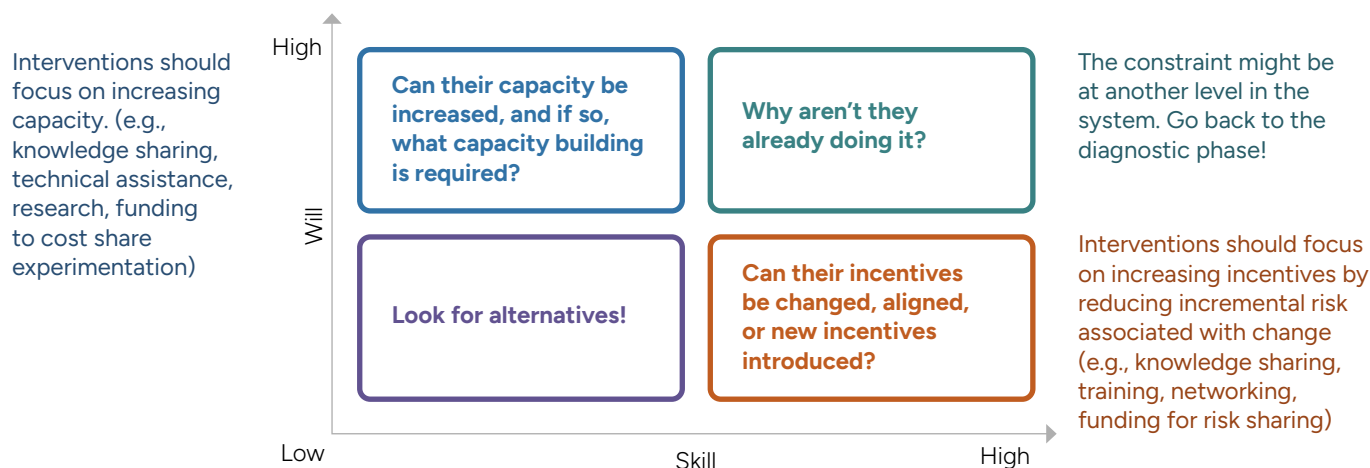 Interventions should
focus on increasing
capacity. (e.g.,
knowledge sharing,
technical assistance,
research, funding
to cost share
experimentation)
High
Will
Low
Skill
High
Can their capacity be
increased, and if so,
what capacity building
is required?
Why aren’t they
already doing it?
Look for alternatives!
Can their incentives
be changed, aligned,
or new incentives
introduced?
The constraint might be
at another level in the
system. Go back to the
diagnostic phase!
Interventions should focus
on increasing incentives by
reducing incremental risk
associated with change
(e.g., knowledge sharing,
training, networking,
funding for risk sharing)